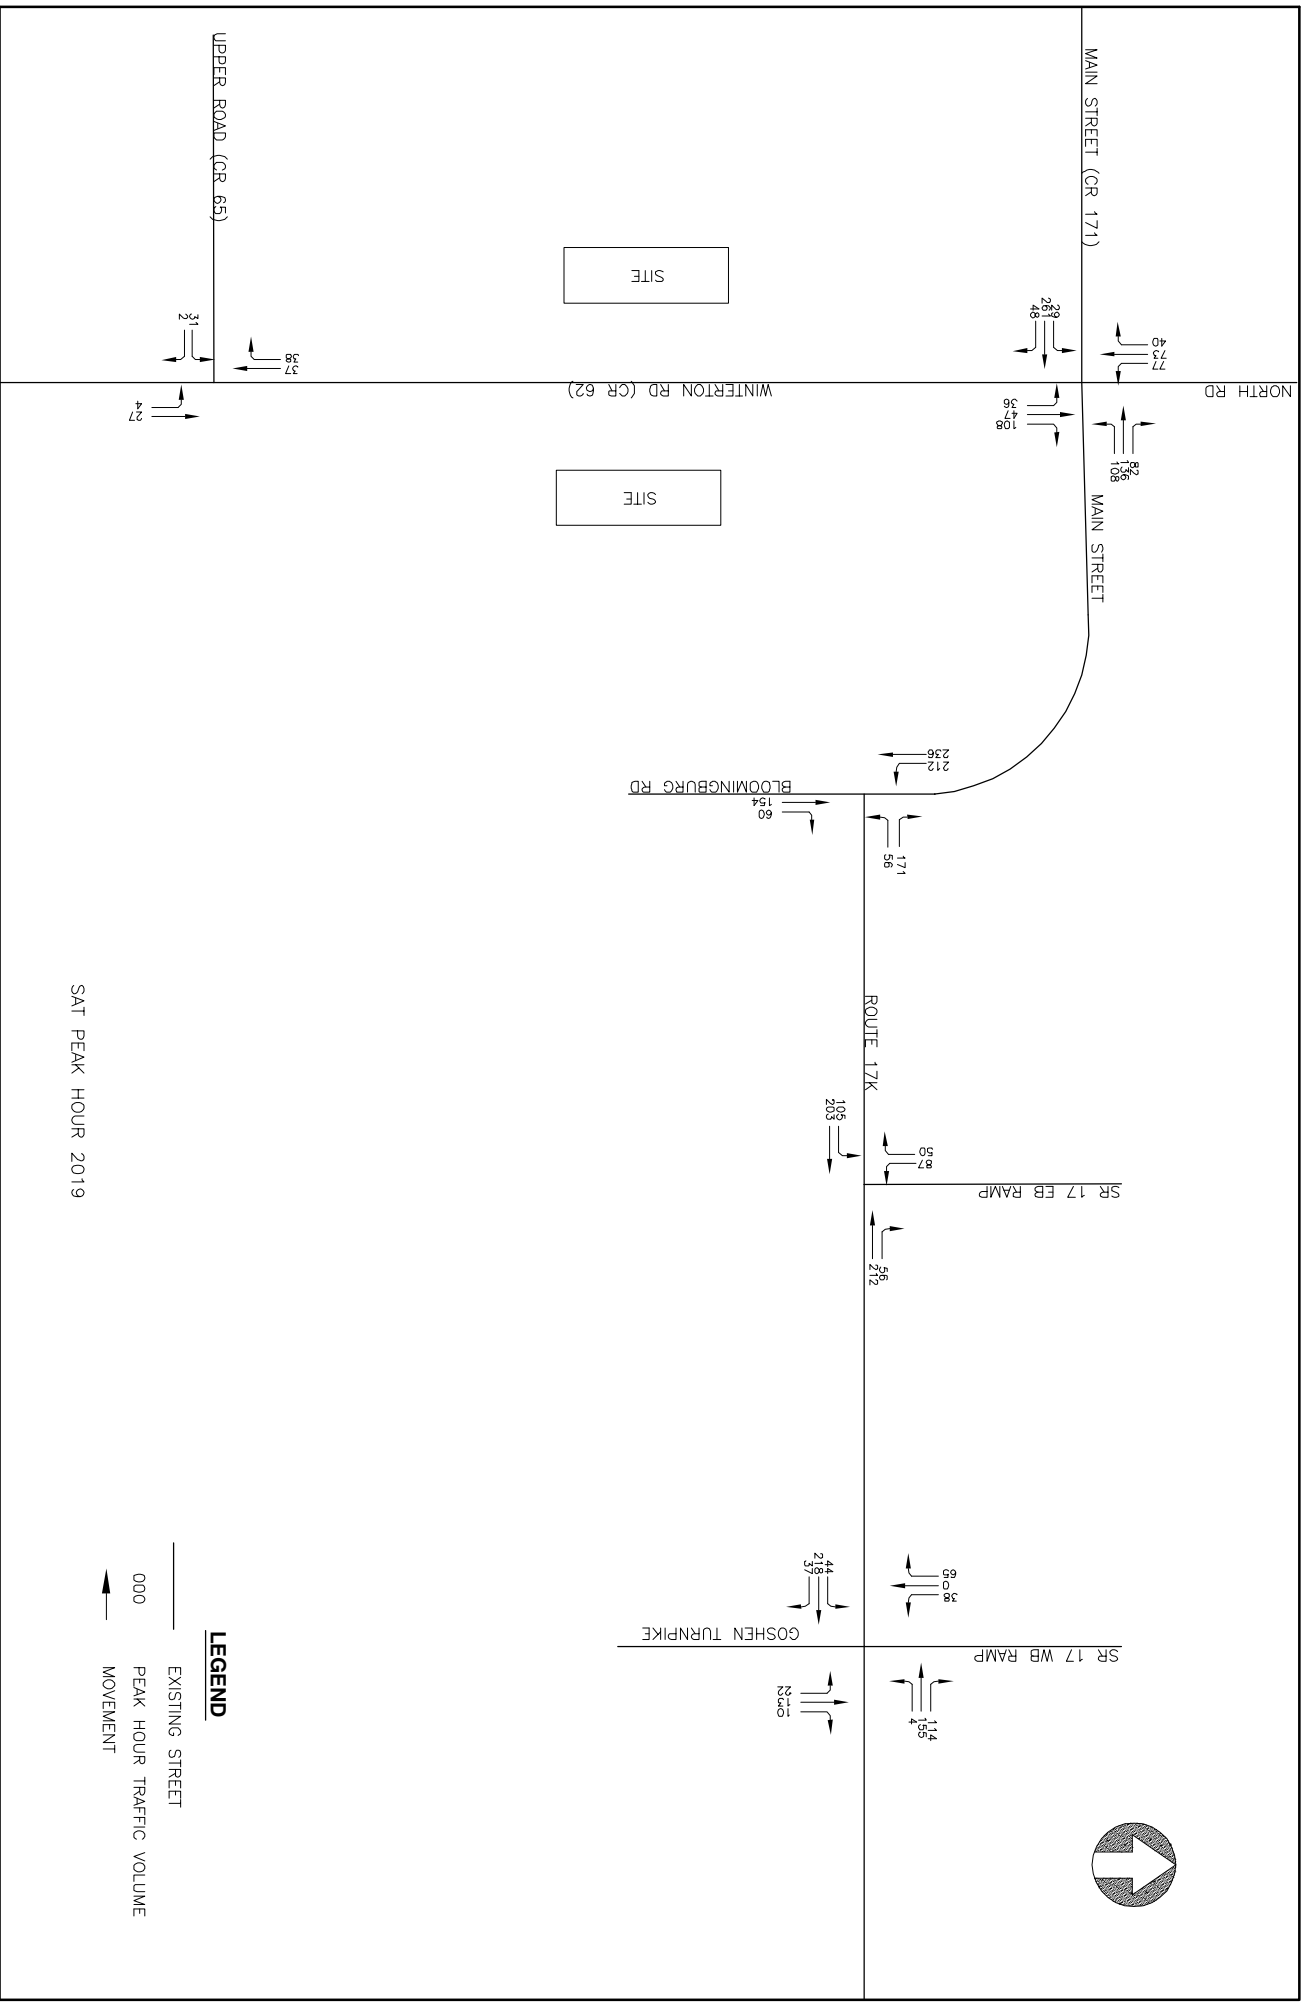 UPPER ROAD (CR 65)
MAIN STREET (CR 171)
SITE
SITE
NORTH RD
WINTERTON RD (CR 62)
MAIN STREET
BLOOMINGBURG RD
ROUTE 17K
SR 17 EB RAMP
SR 17 WB RAMP
GOSHEN TURNPIKE
40
73
77
29
261
48
36
47
108
82
136
108
31
2
38
37
4
27
236
212
154
60
171
56
105
203
50
87
56
212
44
218
37
65
0
38
22
130
10
114
155
4
SAT PEAK HOUR 2019
LEGEND
EXISTING STREET
000 PEAK HOUR TRAFFIC VOLUME
MOVEMENT